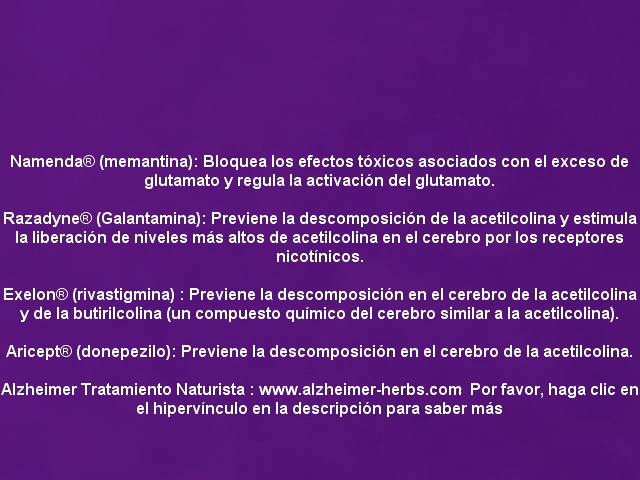 Namenda® (memantina): Bloquea los efectos tóxicos asociados con el exceso de
glutamato y regula la activación del glutamato.
Razadyne® (Galantamina): Previene la descomposición de la acetilcolina y estimula
la liberación de niveles más altos de acetilcolina en el cerebro por los receptores
nicotínicos.
Exelon® (rivastigmina) : Previene la descomposición en el cerebro de la acetilcolina
y de la butirilcolina (un compuesto químico del cerebro similar a la acetilcolina).
Aricept® (donepezilo): Previene la descomposición en el cerebro de la acetilcolina.
Alzheimer Tratamiento Naturista : www.alzheimer-herbs.com  Por favor, haga clic en
el hipervínculo en la descripción para saber más